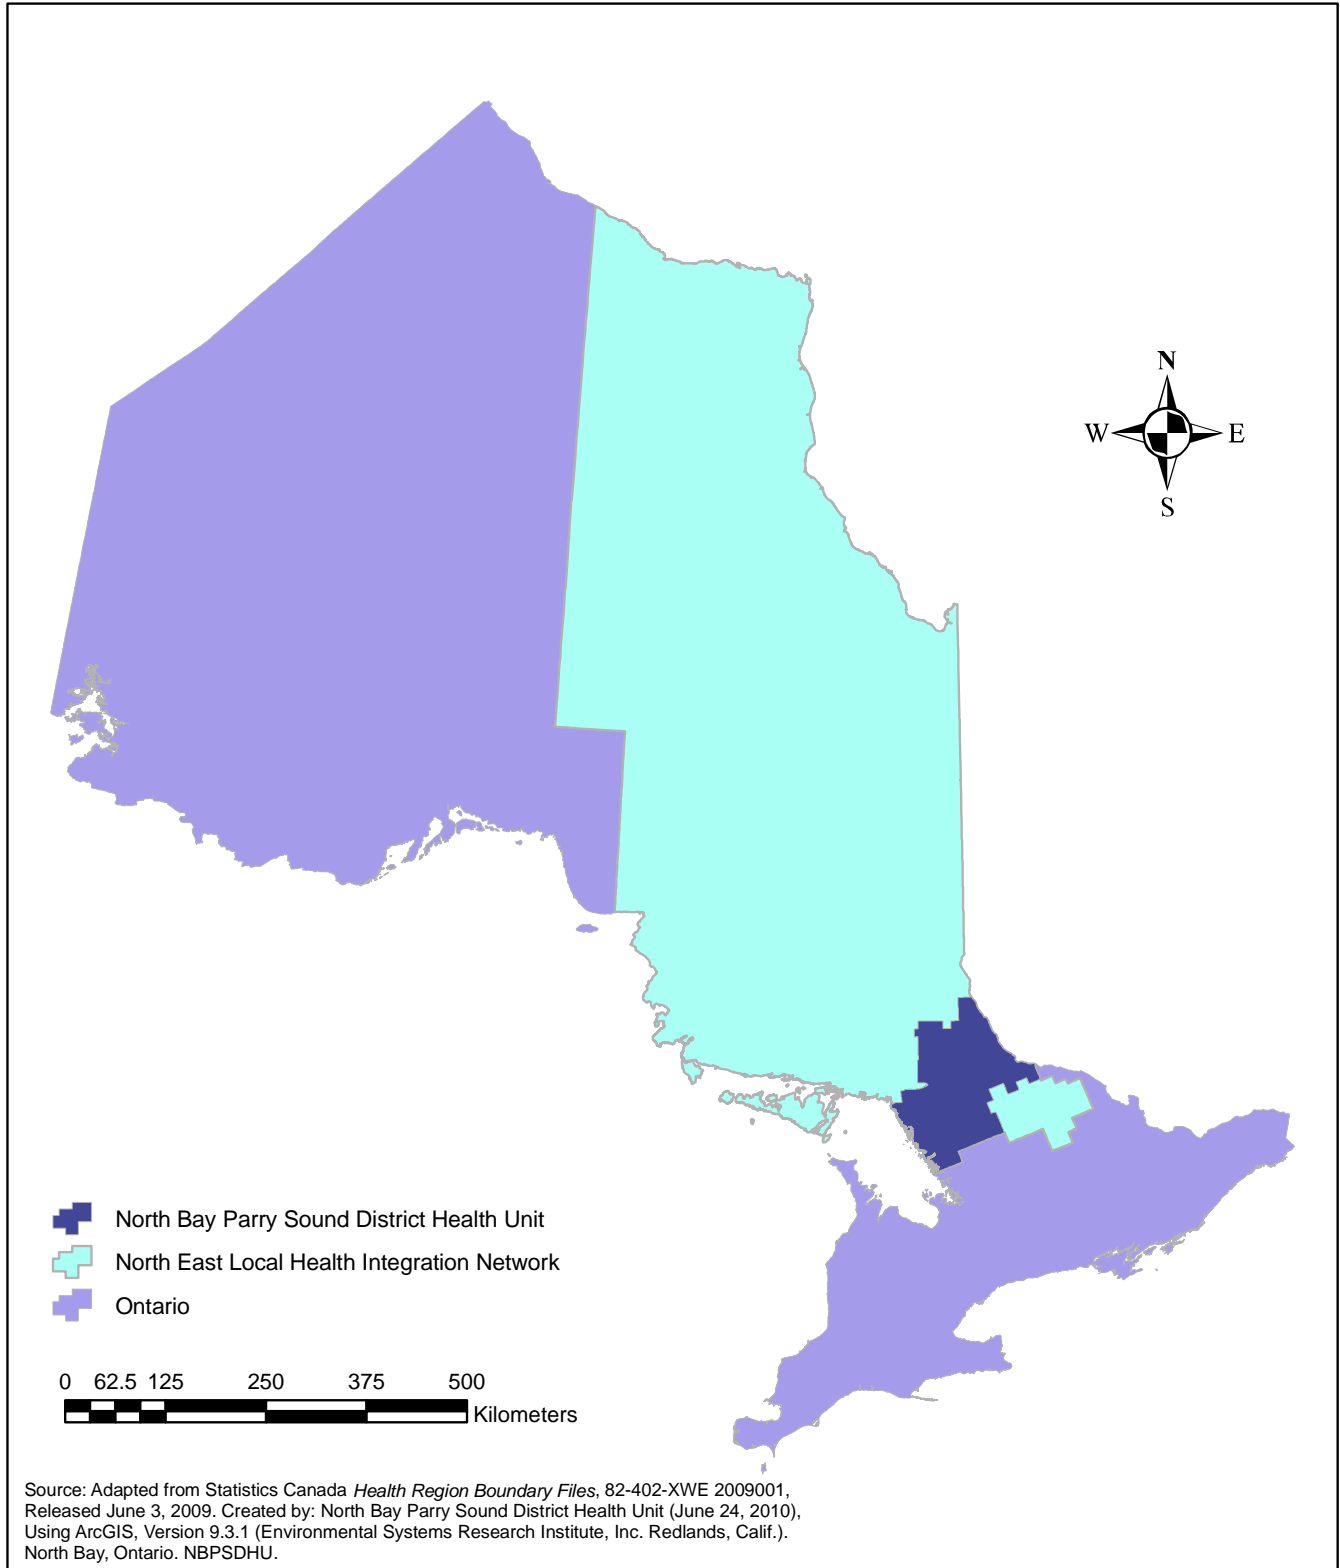 N
W E
S
North Bay Parry Sound District Health Unit
North East Local Health Integration Network
Ontario
0 62.5 125 250 375 500
Kilometers
Source: Adapted from Statistics Canada Health Region Boundary Files, 82-402-XWE 2009001,
Released June 3, 2009. Created by: North Bay Parry Sound District Health Unit (June 24, 2010),
Using ArcGIS, Version 9.3.1 (Environmental Systems Research Institute, Inc. Redlands, Calif.).
North Bay, Ontario. NBPSDHU.